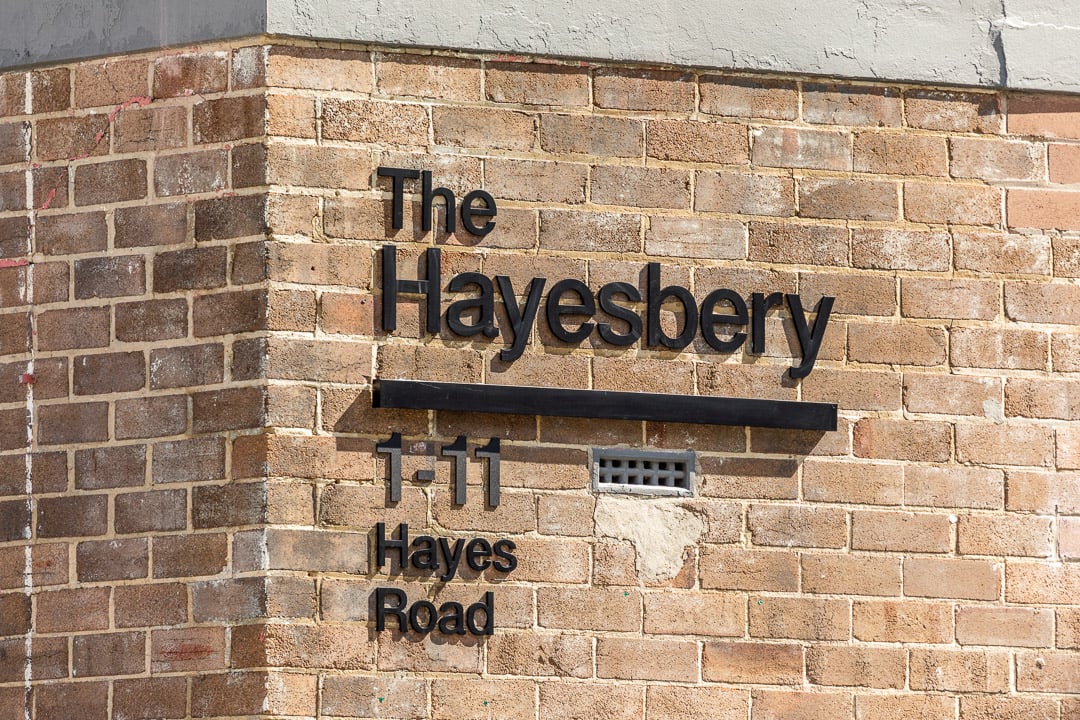 The
Hayesbery
1-11
Hayes
Road